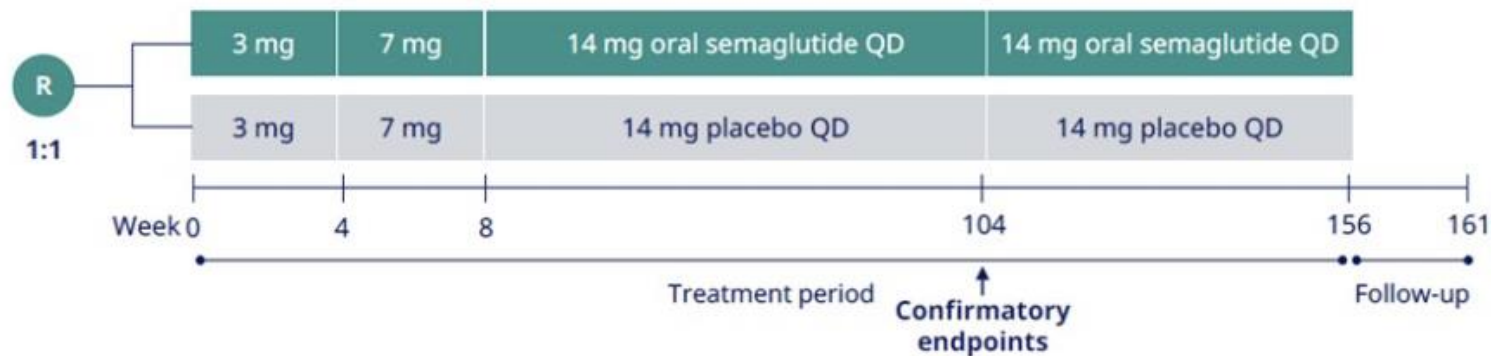 3 mg 7 mg 14 mg oral semaglutide QD 14 mg oral semaglutide QD
R
3 mg 7 mg 14 mg placebo QD 14 mg placebo QD
1:1
Week 0 4 8 104 156 161
Treatment period Follow-up
Confirmatory
endpoints